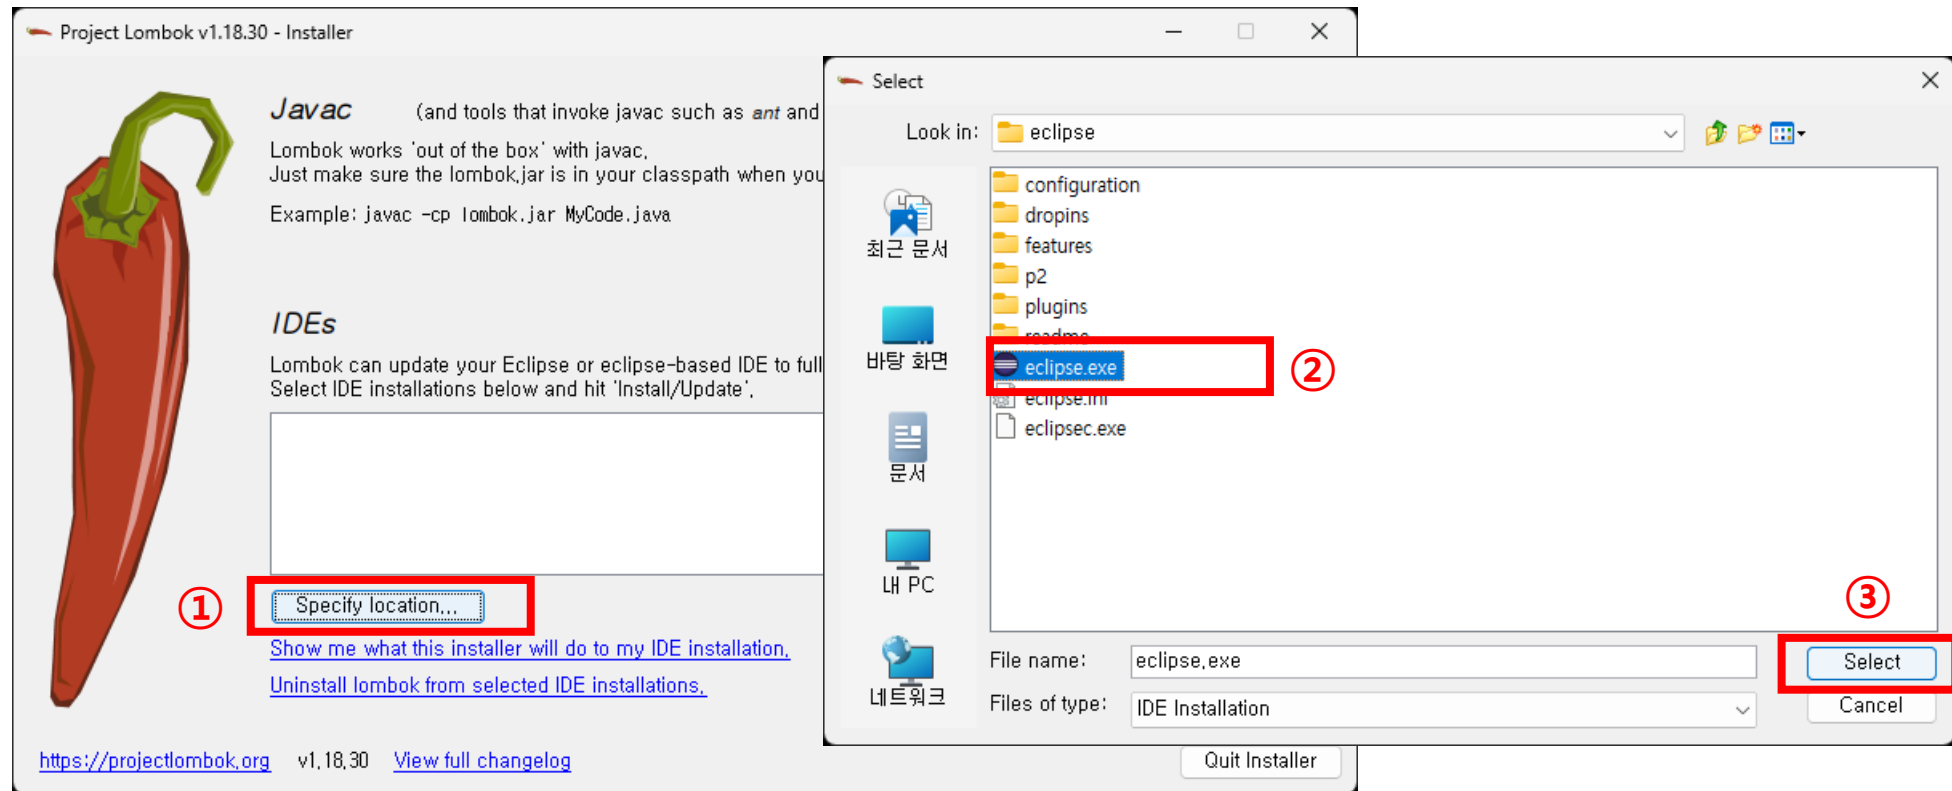 Project Lombok v1.18.30 - Installer
Javac (and tools that invoke javac such as ant and
Lombok works 'out of the box' with javac,
Just make sure the lombok,jar is in your classpath when you
Example: javac -cp lombok.jar MyCode.java
IDEs
Lombok can update your Eclipse or eclipse-based IDE to full
Select IDE installations below and hit 'Install/Update',
①
Specify location,,,
Show me what this installer will do to my IDE installation,
Uninstall lombok from selected IDE installations,
https://projectlombok,org v1,18,30 View full changelog
Quit Installer
Select
Look in: eclipse
최근 문서
바탕 화면
문서
내 PC
네트워크
configuration
dropins
features
p2
plugins
readme
eclipse.exe
②
eclipse.ini
eclipsec.exe
③
File name: eclipse,exe
Select
Files of type: IDE Installation
Cancel